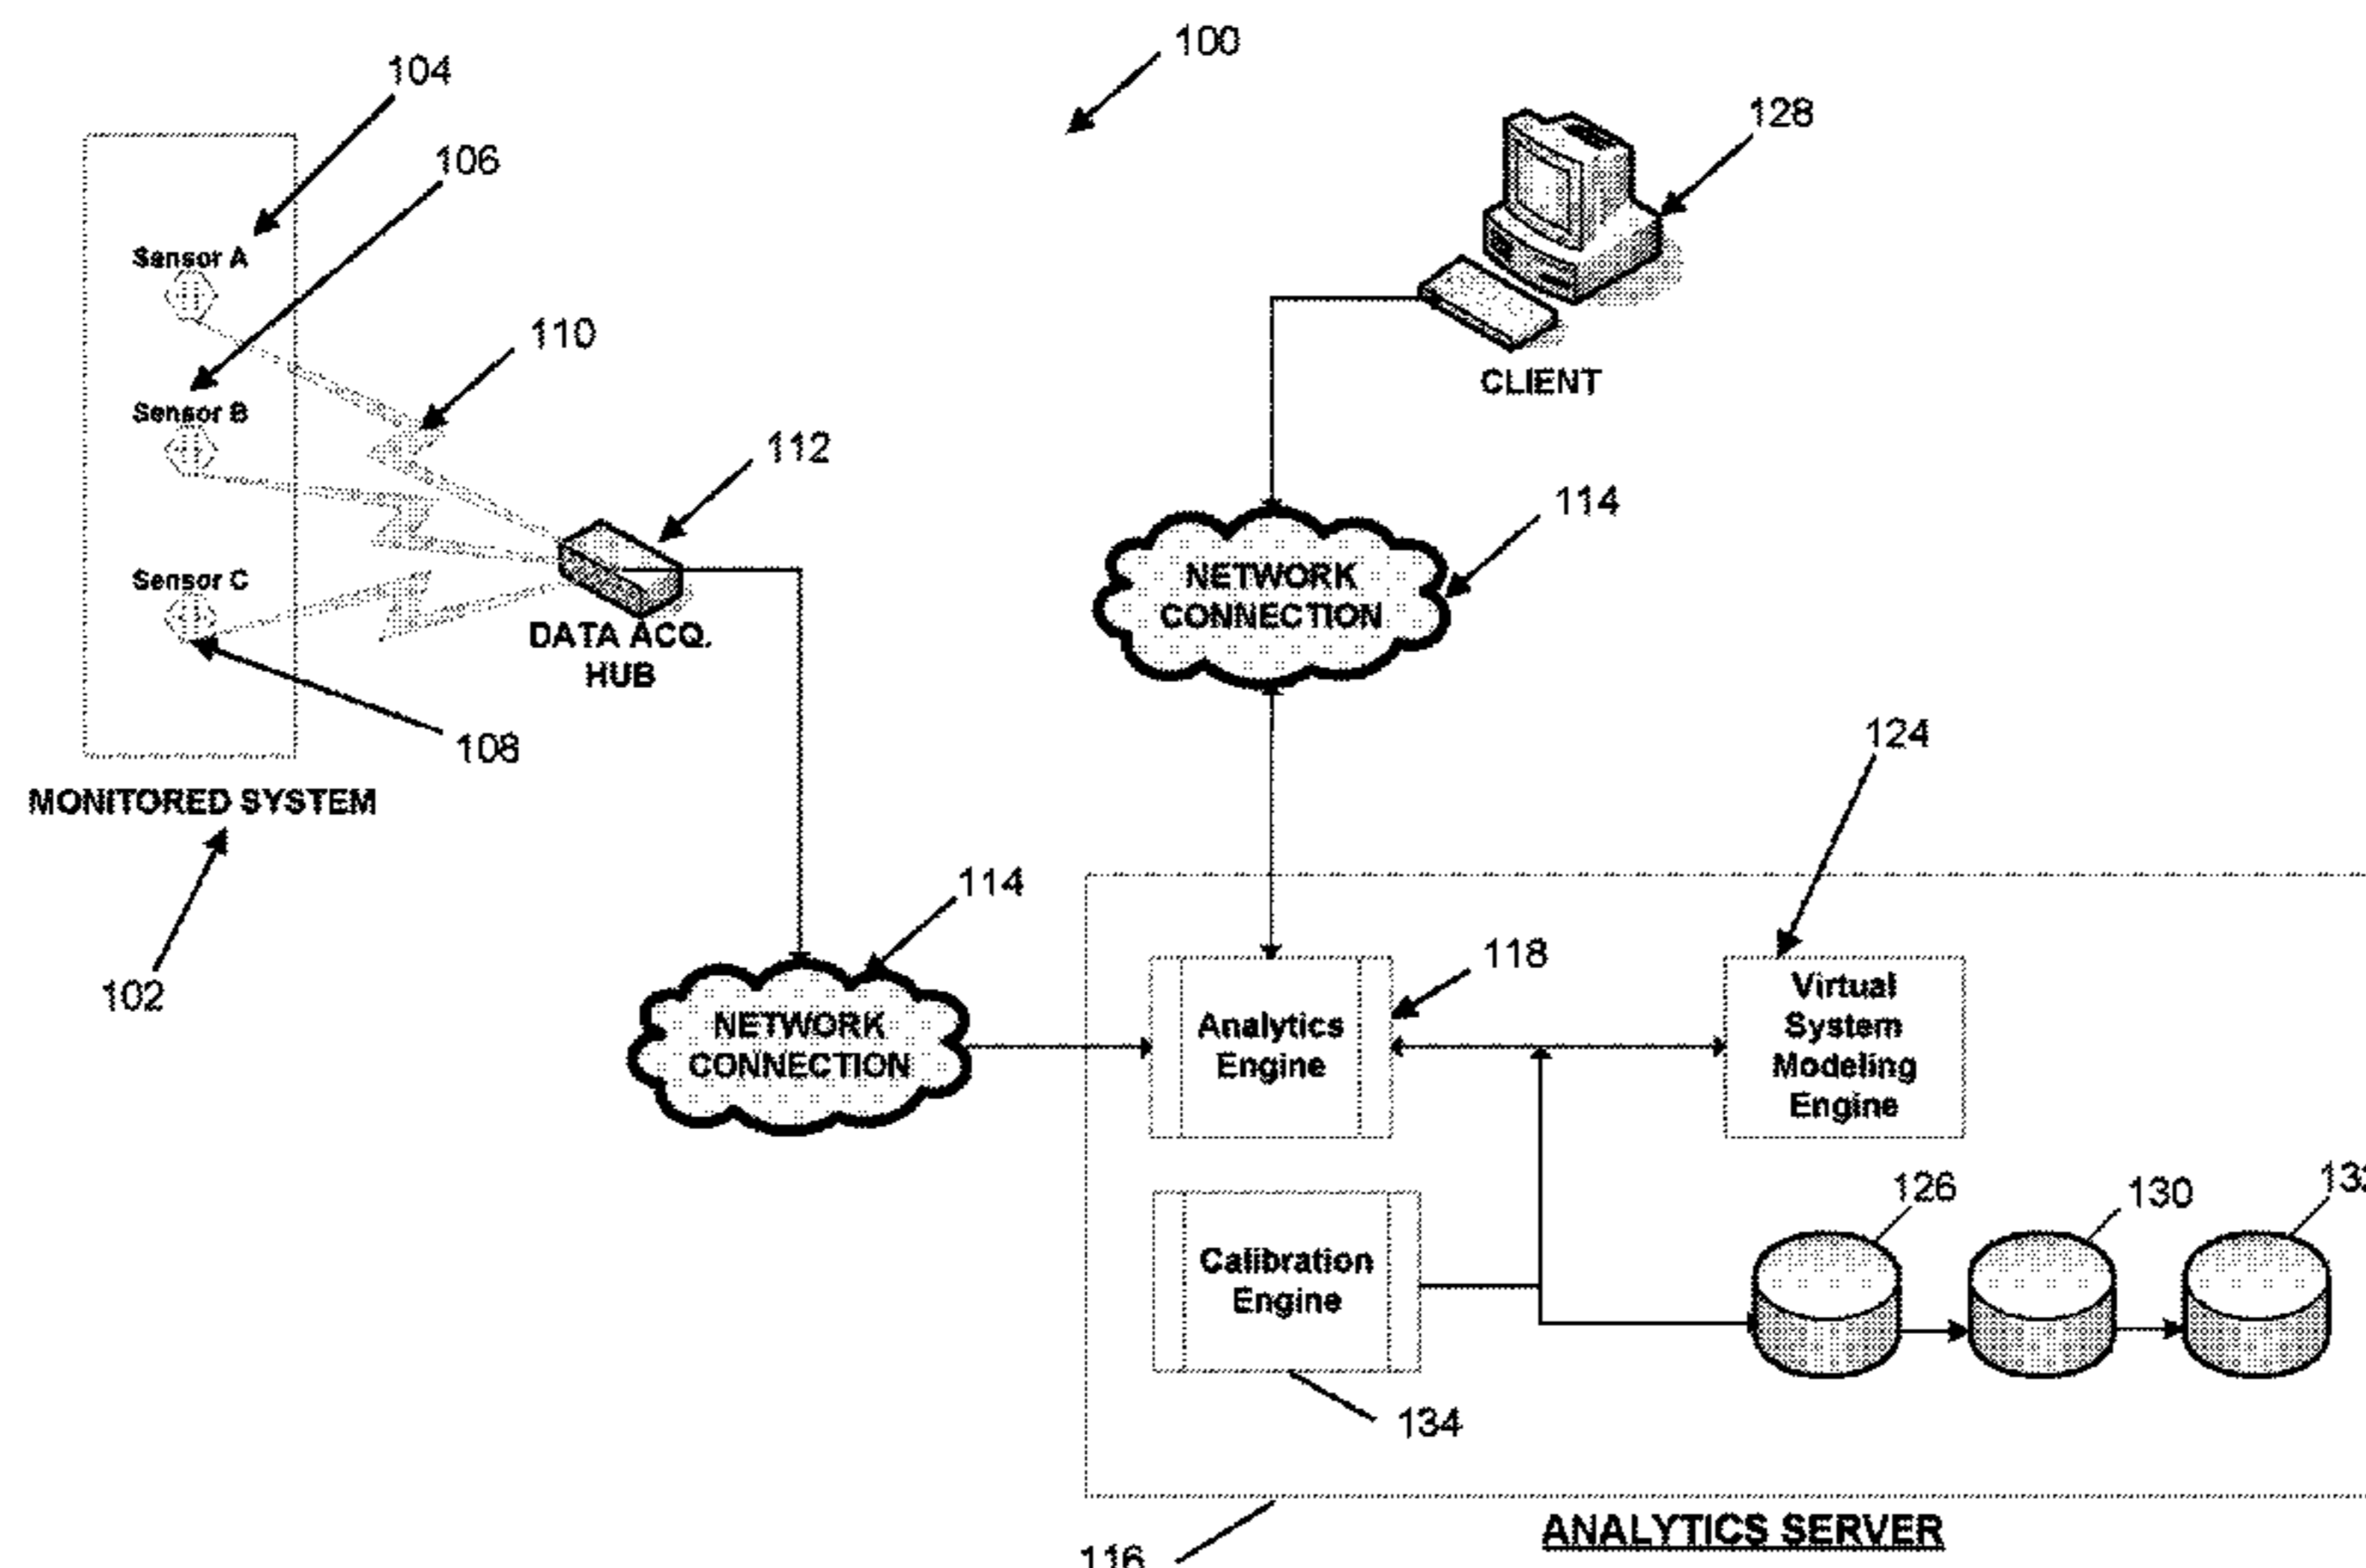 100
104
128
106
Sensor A
110
CLIENT
Sensor B
112
114
NETWORK
CONNECTION
Sensor C
DATA ACQ.
HUB
108
124
MONITORED SYSTEM
114
102
118
NETWORK
CONNECTION
Analytics
Engine
Virtual
System
Modeling
Engine
126
130
Calibration
Engine
134
ANALYTICS SERVER
116